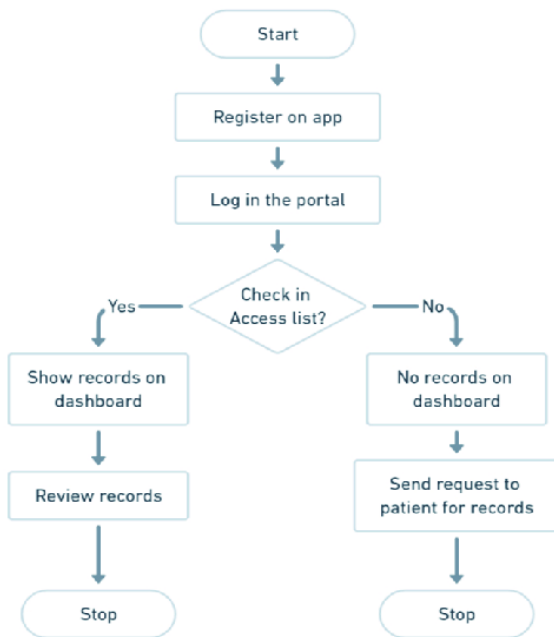 Start
Register on app
Log in the portal
Check in
Access list?
Yes
No
Show records on
dashboard
No records on
dashboard
Review records
Send request to
patient for records
Stop
Stop